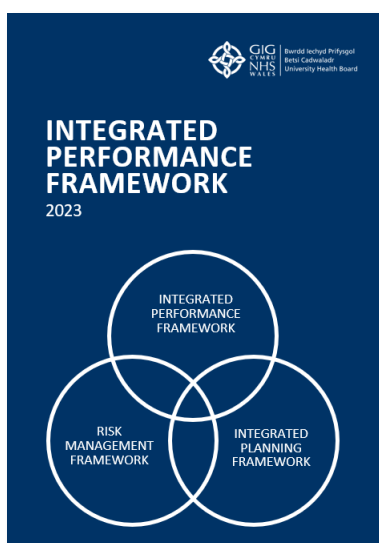 GIG
CYMRU
NHS
WALES
Bwrdd Iechyd Prifysgol
Betsi Cadwaladr
University Health Board
INTEGRATED
PERFORMANCE
FRAMEWORK
2023
INTEGRATED
PERFORMANCE
FRAMEWORK
RISK
MANAGEMENT
FRAMEWORK
INTEGRATED
PLANNING
FRAMEWORK